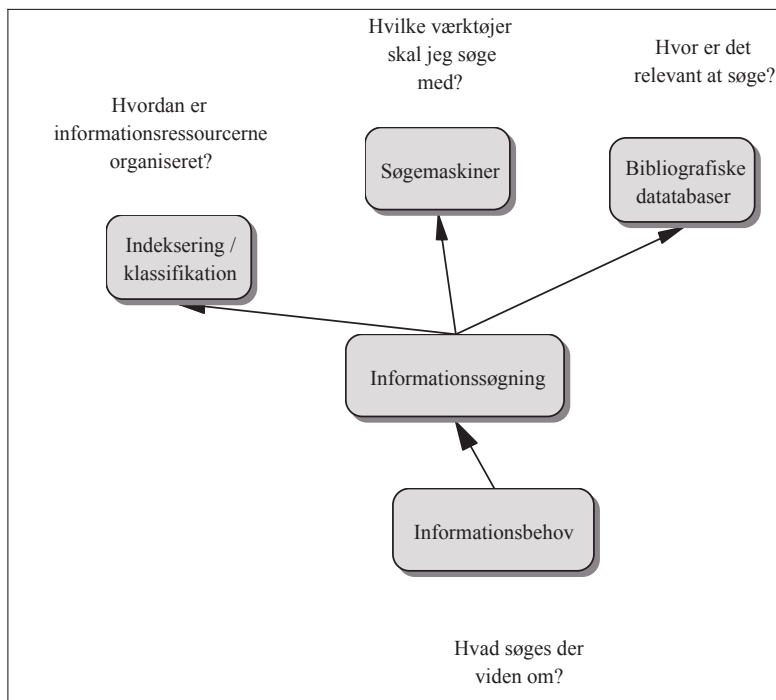 Hvilke værktøjer
skal jeg søge
med?
Hvor er det
relevant at søge?
Hvordan er
informationsressourcerne
organiseret?
Søgemaskiner
Bibliografiske
datatabaser
Indeksering /
klassifikation
Informationssøgning
Informationsbehov
Hvad søges der
viden om?